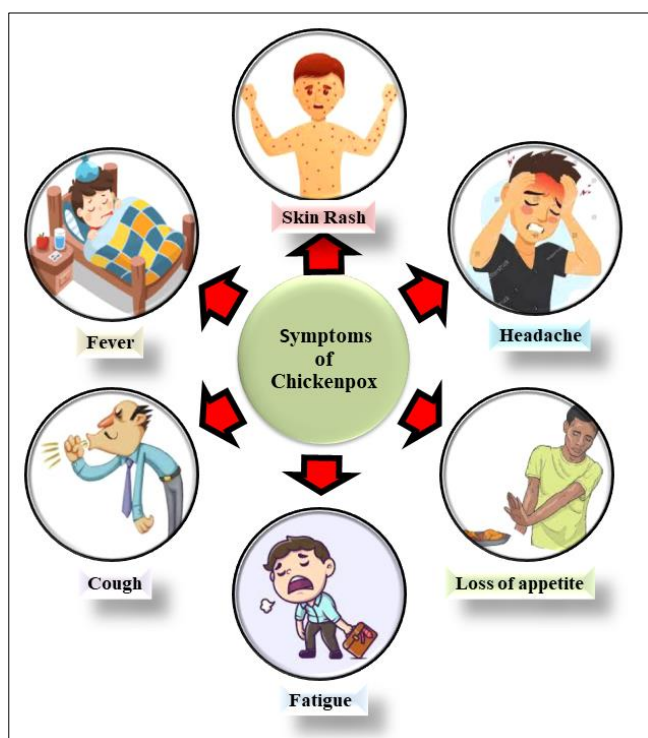 Skin Rash
Fever
Headache
Symptoms
of
Chickenpox
Cough
Loss of appetite
Fatigue